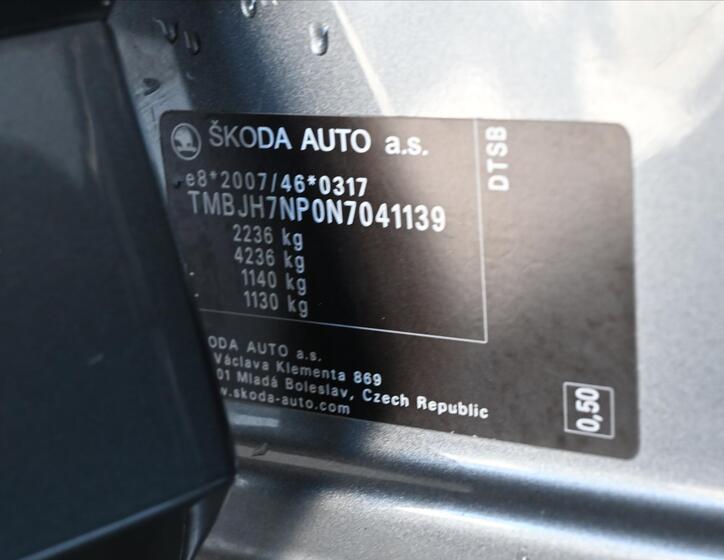 ŠKODA AUTO a.s.
DTSB
e8*2007/46*0317
TMBJH7NP0N7041139
2236 kg
4236 kg
1140 kg
1130 kg
ODA AUTO a.s.
Václava Klementa 869
01 Mladá Boleslav, Czech Republic
w.skoda-auto.com
0,50